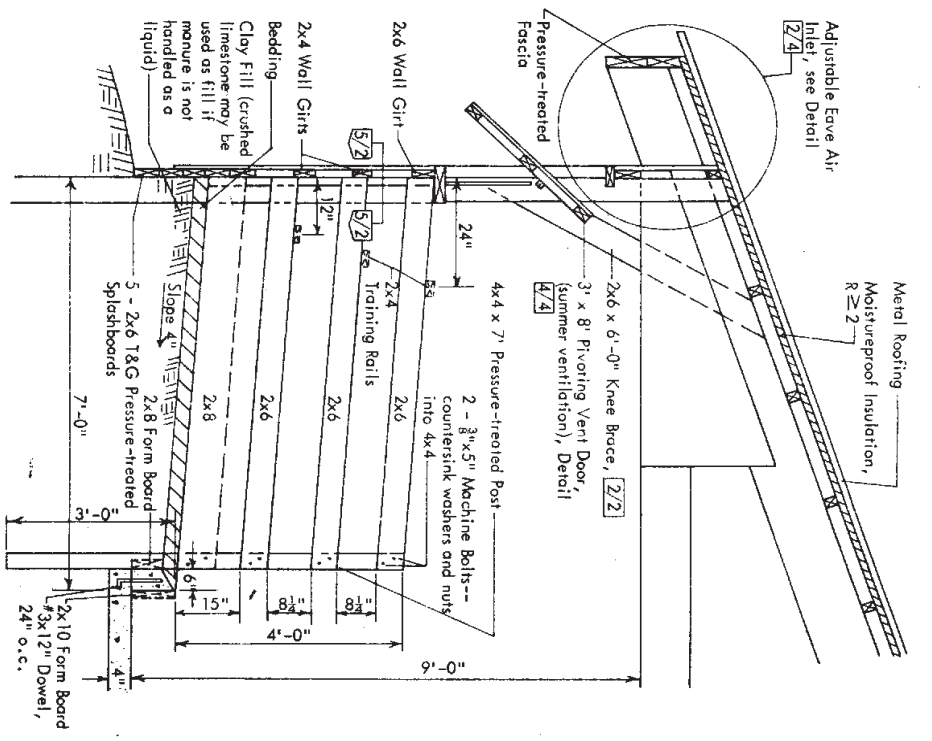 Adjustable Eave Air
Inlet, see Detail
2/4
Pressure-treated
Fascia
2x6 Wall Girt
5/2
2x4 Wall Girts
Bedding
Clay Fill (crushed
limestone may be
used as fill if
manure is not
handled as a
liquid)
Metal Roofing
Moistureproof Insulation,
R ≥ 2
2x6 x 6'-0" Knee Brace, 2/2
3' x 8' Pivoting Vent Door,
(summer ventilation), Detail
4/4
4x4 x 7' Pressure-treated Post
2 - 3/8"x5" Machine Bolts--
countersink washers and nuts
into 4x4
24"
12"
5/2
2x4
Training Rails
2x6
2x6
2x6
2x8
Slope 4"
2x8 Form Board
5 - 2x6 T&G Pressure-treated
Splashboards
7'-0"
3'-0"
6"
15"
8¼"
8¼"
4'-0"
9'-0"
4"
2x10 Form Board
#3x12" Dowel,
24" o.c.